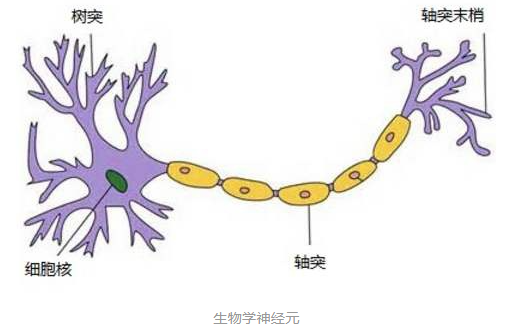 树突
轴突末梢
细胞核
轴突
生物学神经元